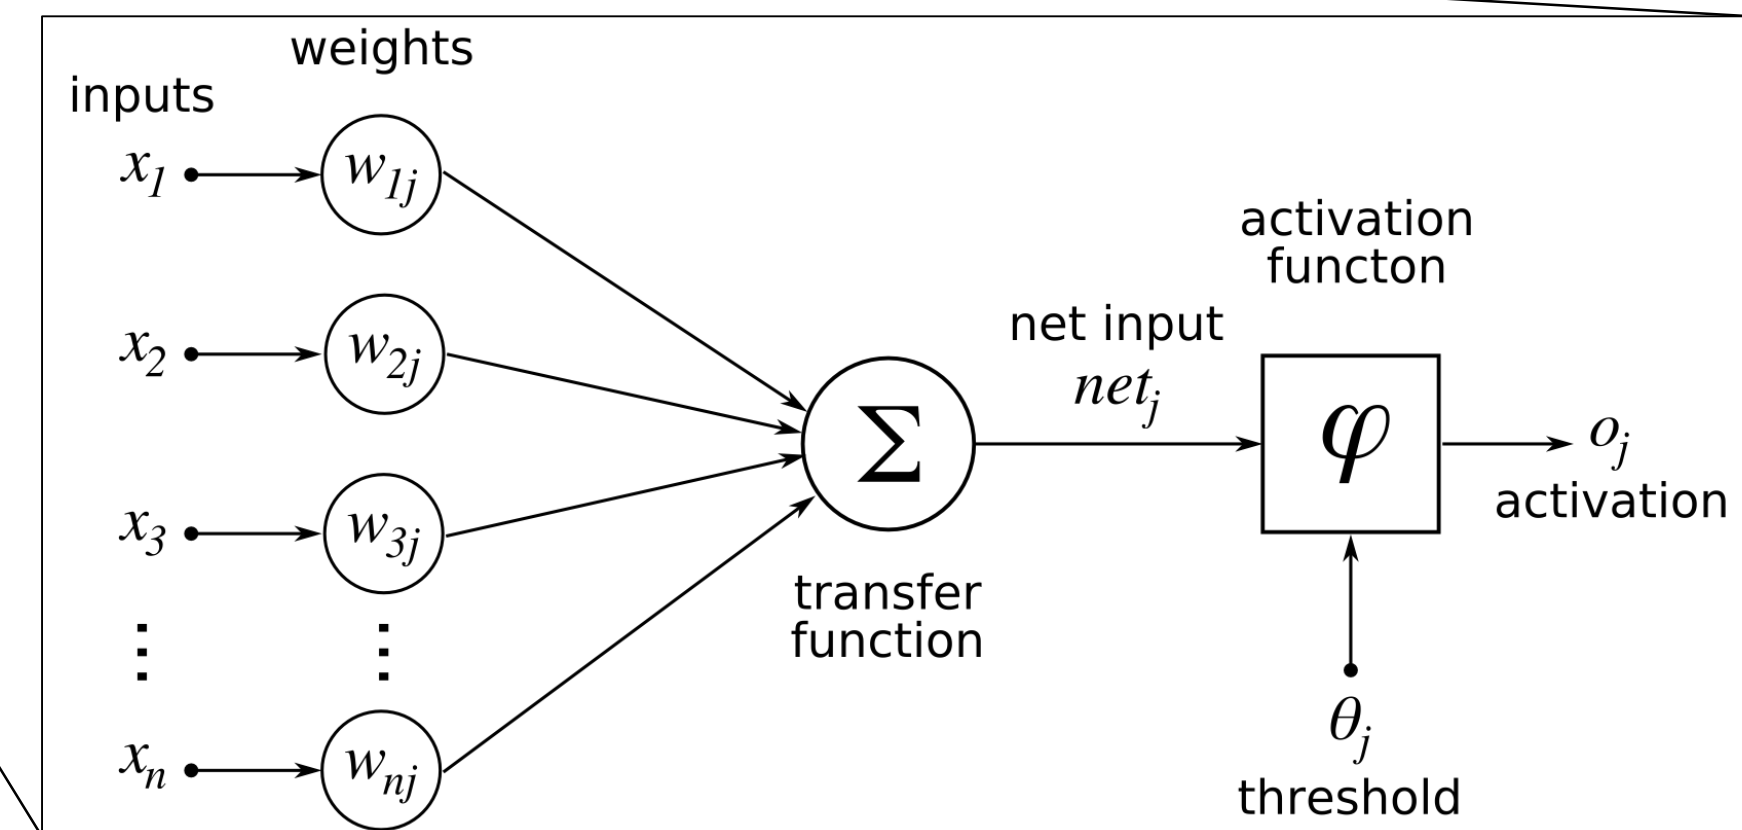 weights
inputs
x₁
w₁ⱼ
x₂
w₂ⱼ
x₃
w₃ⱼ
⋮
⋮
xₙ
wₙⱼ
Σ
transfer
function
net input
netⱼ
activation
functon
φ
oⱼ
activation
θⱼ
threshold